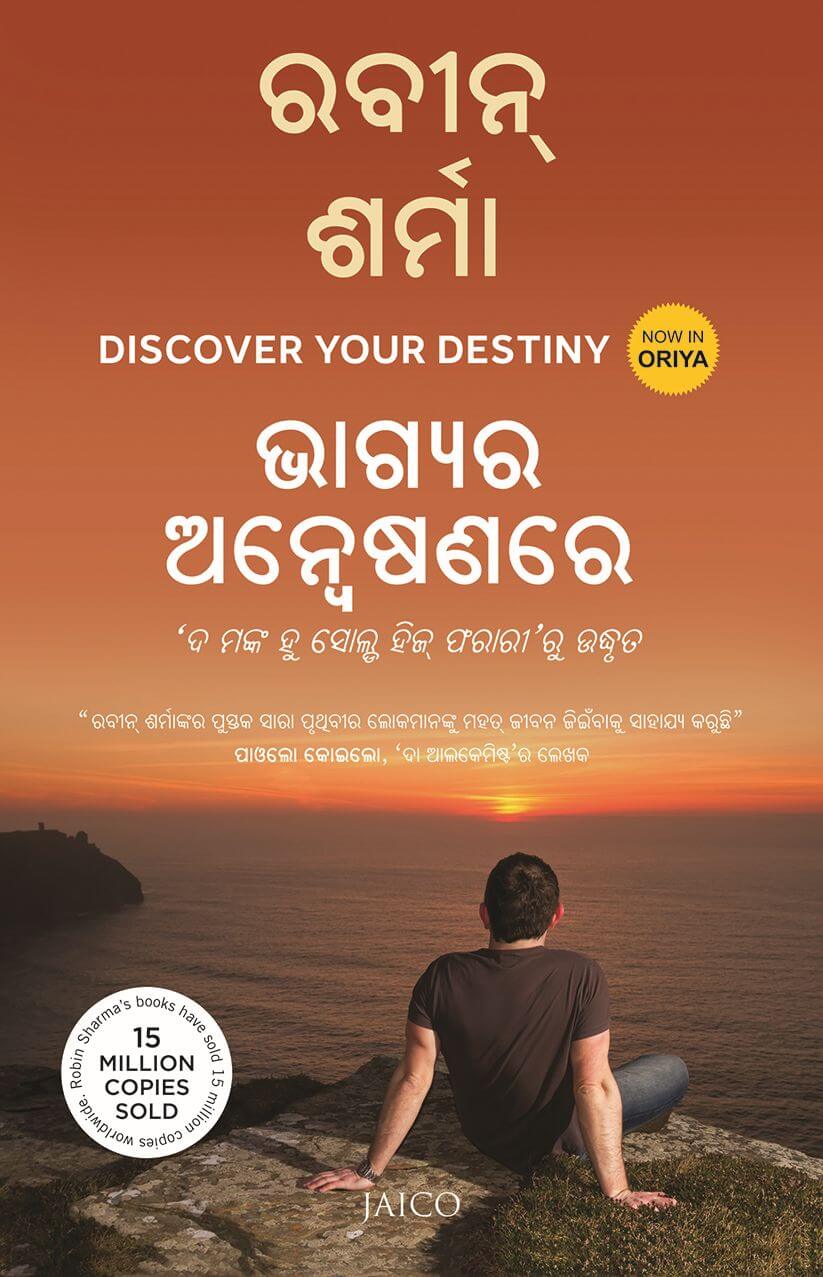 ରବୀନ୍
ଶର୍ମା
DISCOVER YOUR DESTINY
NOW IN
ORIYA
ଭାଗ୍ୟର
ଅନ୍ୱେଷଣରେ
‘ଦ ମଙ୍କ ହୁ ସୋଲ୍ଡ ହିଜ୍ ଫରାରୀ’ରୁ ଉଦ୍ଧୃତ
“ ରବୀନ୍ ଶର୍ମାଙ୍କର ପୁସ୍ତକ ସାରା ପୃଥିବୀର ଲୋକମାନଙ୍କୁ ମହତ୍ ଜୀବନ ଜିଇଁବାକୁ ସାହାଯ୍ୟ କରୁଛି”
ପାଓଲୋ କୋଇଲୋ, ‘ଦା ଆଲକେମିଷ୍ଟ’ର ଲେଖକ
Robin Sharma's books have sold 15 million copies worldwide.
15
MILLION
COPIES
SOLD
JAICO